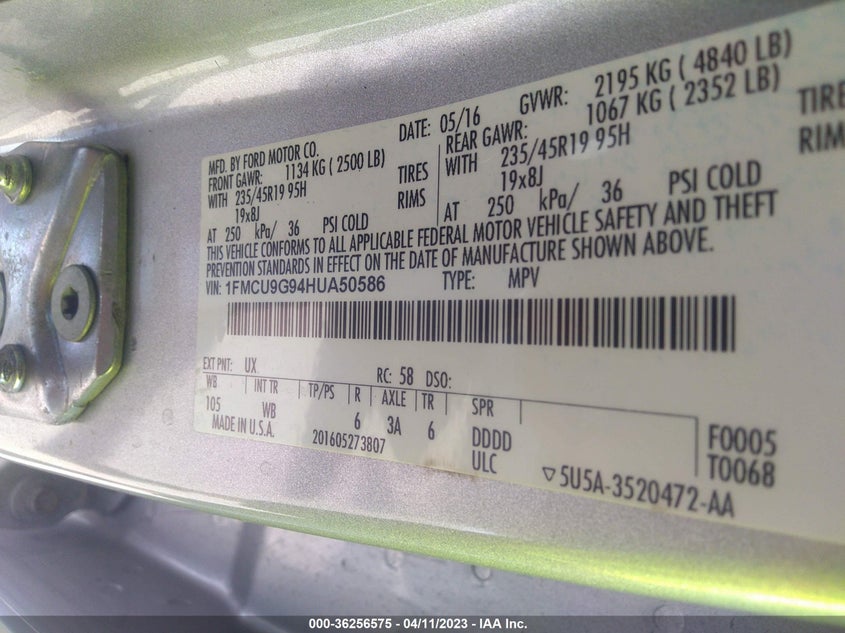 MFD. BY FORD MOTOR CO. DATE: 05/16 GVWR: 2195 KG ( 4840 LB)
FRONT GAWR: 1134 KG ( 2500 LB) REAR GAWR: 1067 KG ( 2352 LB)
WITH 235/45R19 95H TIRES WITH 235/45R19 95H TIRES
19x8J RIMS 19x8J RIMS
AT 250 kPa/ 36 PSI COLD AT 250 kPa/ 36 PSI COLD
THIS VEHICLE CONFORMS TO ALL APPLICABLE FEDERAL MOTOR VEHICLE SAFETY AND THEFT
PREVENTION STANDARDS IN EFFECT ON THE DATE OF MANUFACTURE SHOWN ABOVE.
VIN: 1FMCU9G94HUA50586 TYPE: MPV
EXT PNT: UX RC: 58 DSO:
WB INT TR TP/PS R AXLE TR SPR
105 WB 6 3A 6 DDDD F0005
MADE IN U.S.A. 201605273807 ULC T0068
▽5U5A-3520472-AA
000-36256575 - 04/11/2023 - IAA Inc.